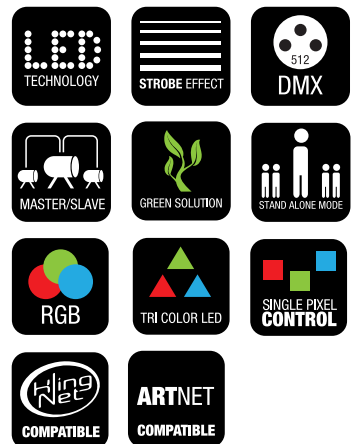 LED
TECHNOLOGY
STROBE EFFECT
512
DMX
MASTER/SLAVE
GREEN SOLUTION
STAND ALONE MODE
RGB
TRI COLOR LED
SINGLE PIXEL
CONTROL
Kling
Net
COMPATIBLE
ARTNET
COMPATIBLE